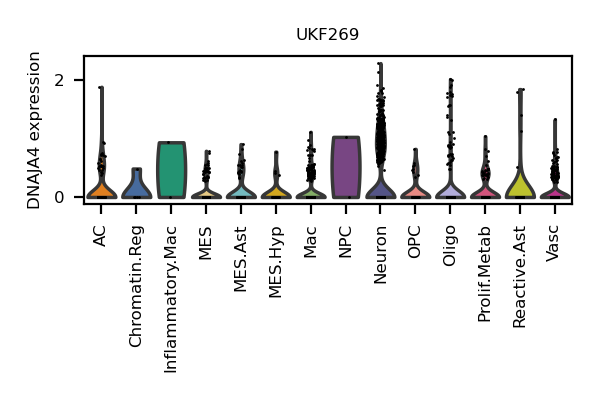 UKF269
DNAJA4 expression
2
0
AC
Chromatin.Reg
Inflammatory.Mac
MES
MES.Ast
MES.Hyp
Mac
NPC
Neuron
OPC
Oligo
Prolif.Metab
Reactive.Ast
Vasc